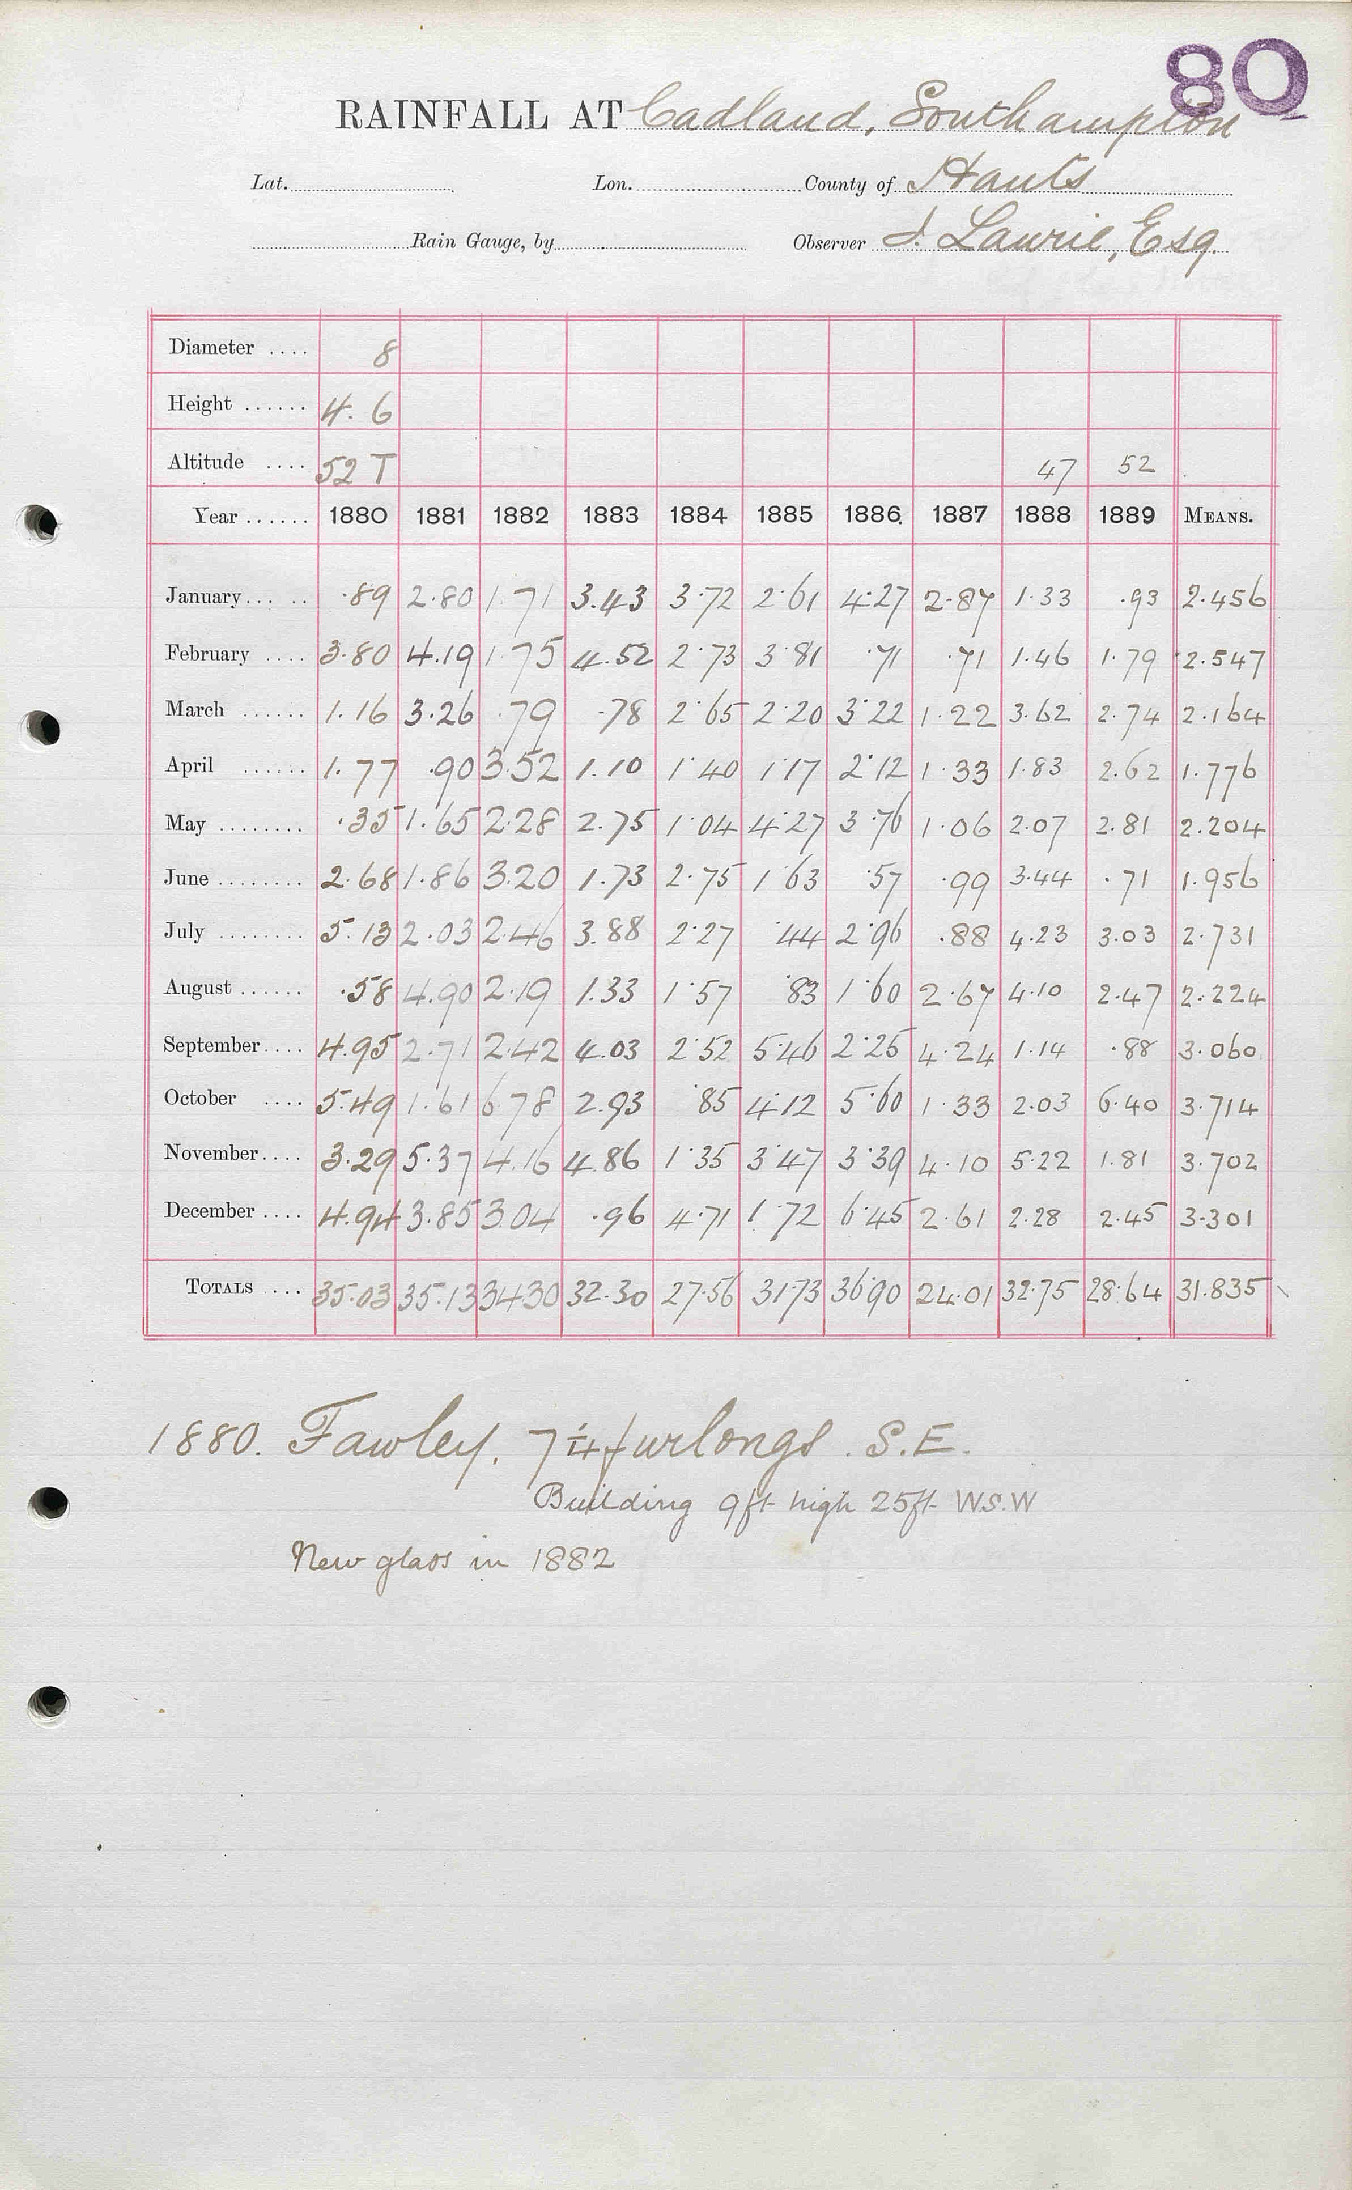 80
RAINFALL AT Cadland, Southampton
Lat. Lon. County of Hants
Rain Gauge, by Observer J. Lawrie, Esq.
Diameter .... 8
Height ...... 4. 6
Altitude .... 52 T 47 52
Year ...... 1880 1881 1882 1883 1884 1885 1886. 1887 1888 1889 MEANS.
January ... .89 2.80 1.71 3.43 3.72 2.61 4.27 2.87 1.33 .93 2.456
February .... 3.80 4.19 1.75 4.52 2.73 3.81 .71 .71 1.46 1.79 2.547
March ...... 1.16 3.26 .79 .78 2.65 2.20 3.22 1.22 3.62 2.74 2.164
April ...... 1.77 .90 3.52 1.10 1.40 1.17 2.12 1.33 1.83 2.62 1.776
May ........ .35 1.65 2.28 2.75 1.04 4.27 3.76 1.06 2.07 2.81 2.204
June ........ 2.68 1.86 3.20 1.73 2.75 1.63 .57 .99 3.44 .71 1.956
July ........ 5.13 2.03 2.46 3.88 2.27 .44 2.96 .88 4.23 3.03 2.731
August ...... .58 4.90 2.19 1.33 1.57 .83 1.60 2.67 4.10 2.47 2.224
September .... 4.95 2.71 2.42 4.03 2.52 5.46 2.25 4.24 1.14 .88 3.060
October .... 5.49 1.61 6.78 2.93 .85 4.12 5.60 1.33 2.03 6.40 3.714
November .... 3.29 5.37 4.16 4.86 1.35 3.47 3.39 4.10 5.22 1.81 3.702
December .... 4.94 3.85 3.04 .96 4.71 1.72 6.45 2.61 2.28 2.45 3.301
TOTALS .... 35.03 35.13 34.30 32.30 27.56 31.73 36.90 24.01 32.75 28.64 31.835
1880. Fawley. 7¼ furlongs. S.E.
Building 9ft high 25ft W.S.W
New glass in 1882